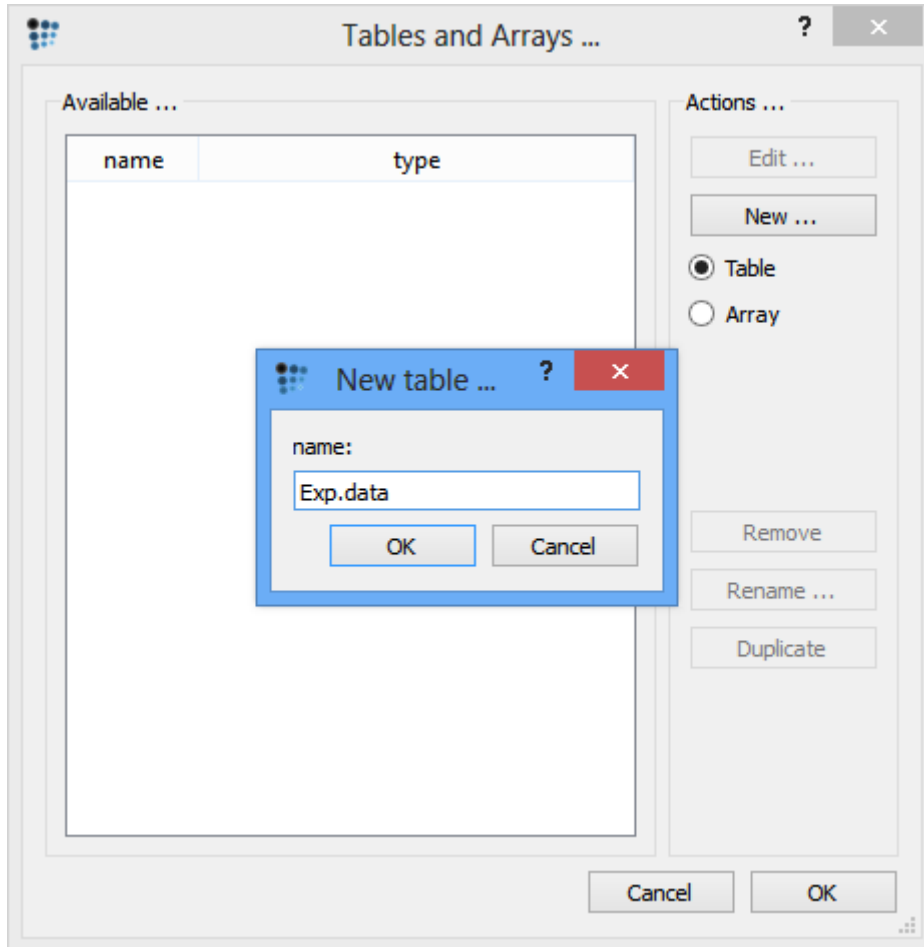 Tables and Arrays ...
?
×
Available ...
Actions ...
name
type
Edit ...
New ...
Table
Array
New table ...
?
×
name:
Exp.data
OK
Cancel
Remove
Rename ...
Duplicate
Cancel
OK